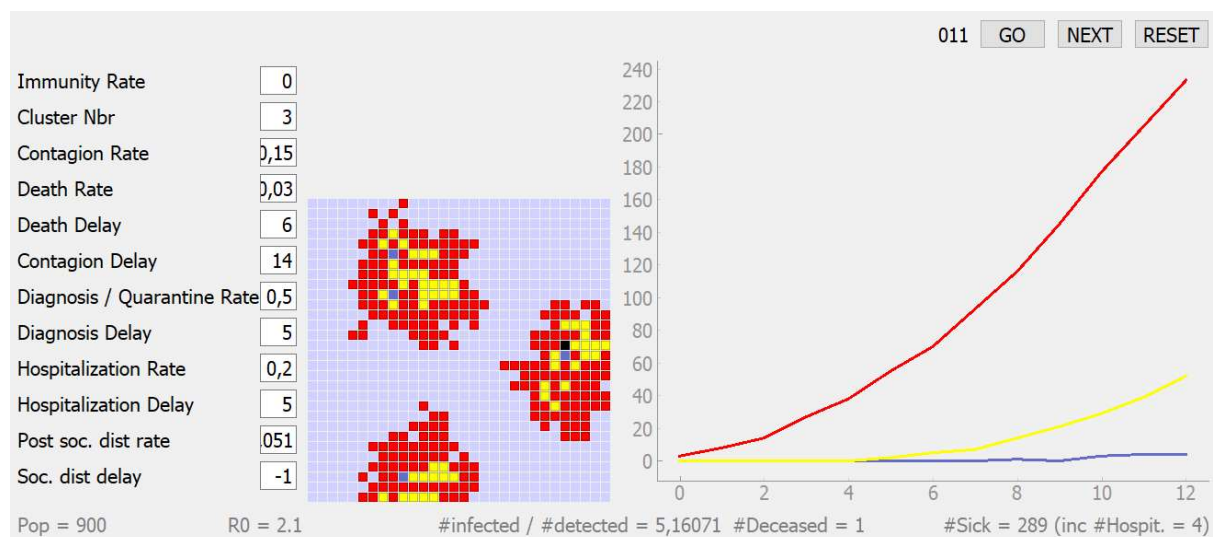 011 GO NEXT RESET
Immunity Rate 0
Cluster Nbr 3
Contagion Rate 0,15
Death Rate 0,03
Death Delay 6
Contagion Delay 14
Diagnosis / Quarantine Rate 0,5
Diagnosis Delay 5
Hospitalization Rate 0,2
Hospitalization Delay 5
Post soc. dist rate .051
Soc. dist delay -1
240
220
200
180
160
140
120
100
80
60
40
20
0
0 2 4 6 8 10 12
Pop = 900 R0 = 2.1 #infected / #detected = 5,16071 #Deceased = 1 #Sick = 289 (inc #Hospit. = 4)